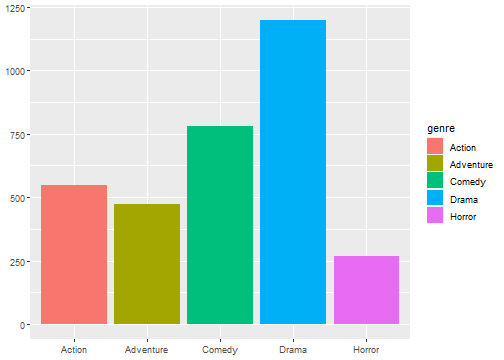 1250
1000
750
500
250
0
Action Adventure Comedy Drama Horror
genre
Action
Adventure
Comedy
Drama
Horror